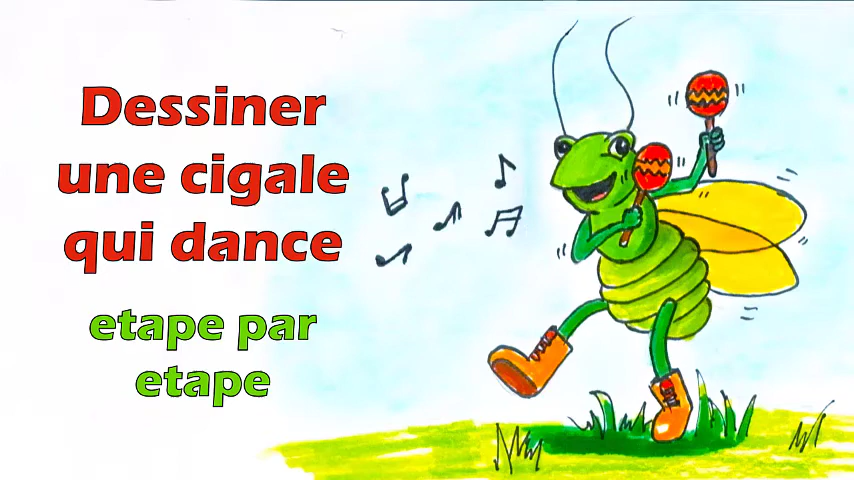 Dessiner
une cigale
qui dance
etape par
etape